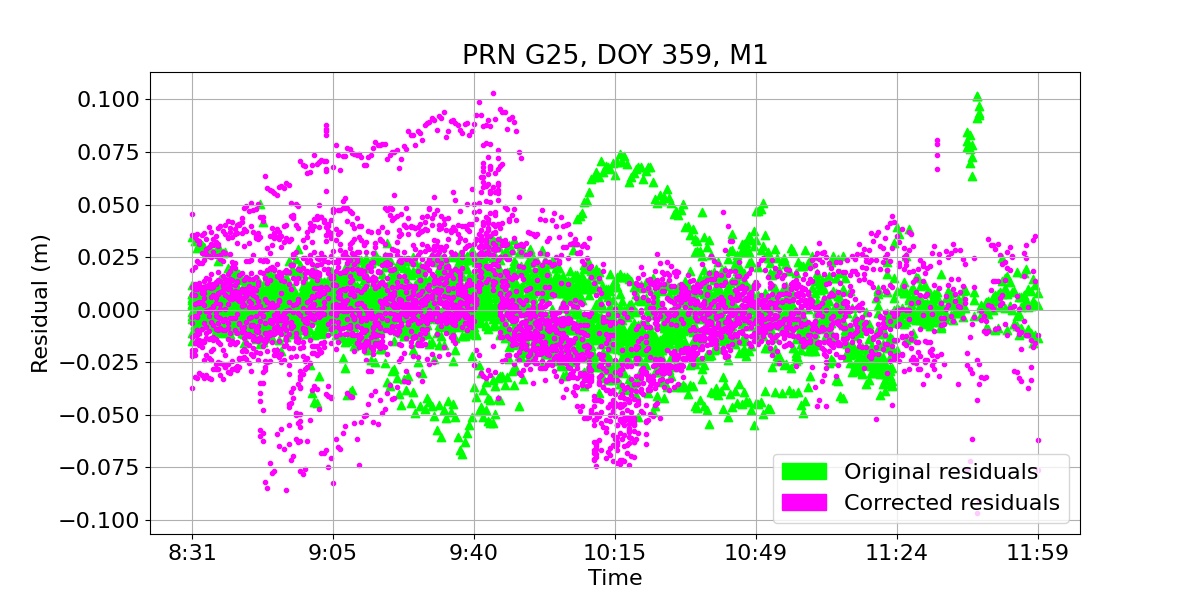 PRN G25, DOY 359, M1
Residual (m)
0.100
0.075
0.050
0.025
0.000
−0.025
−0.050
−0.075
−0.100
Original residuals
Corrected residuals
8:31 9:05 9:40 10:15 10:49 11:24 11:59
Time